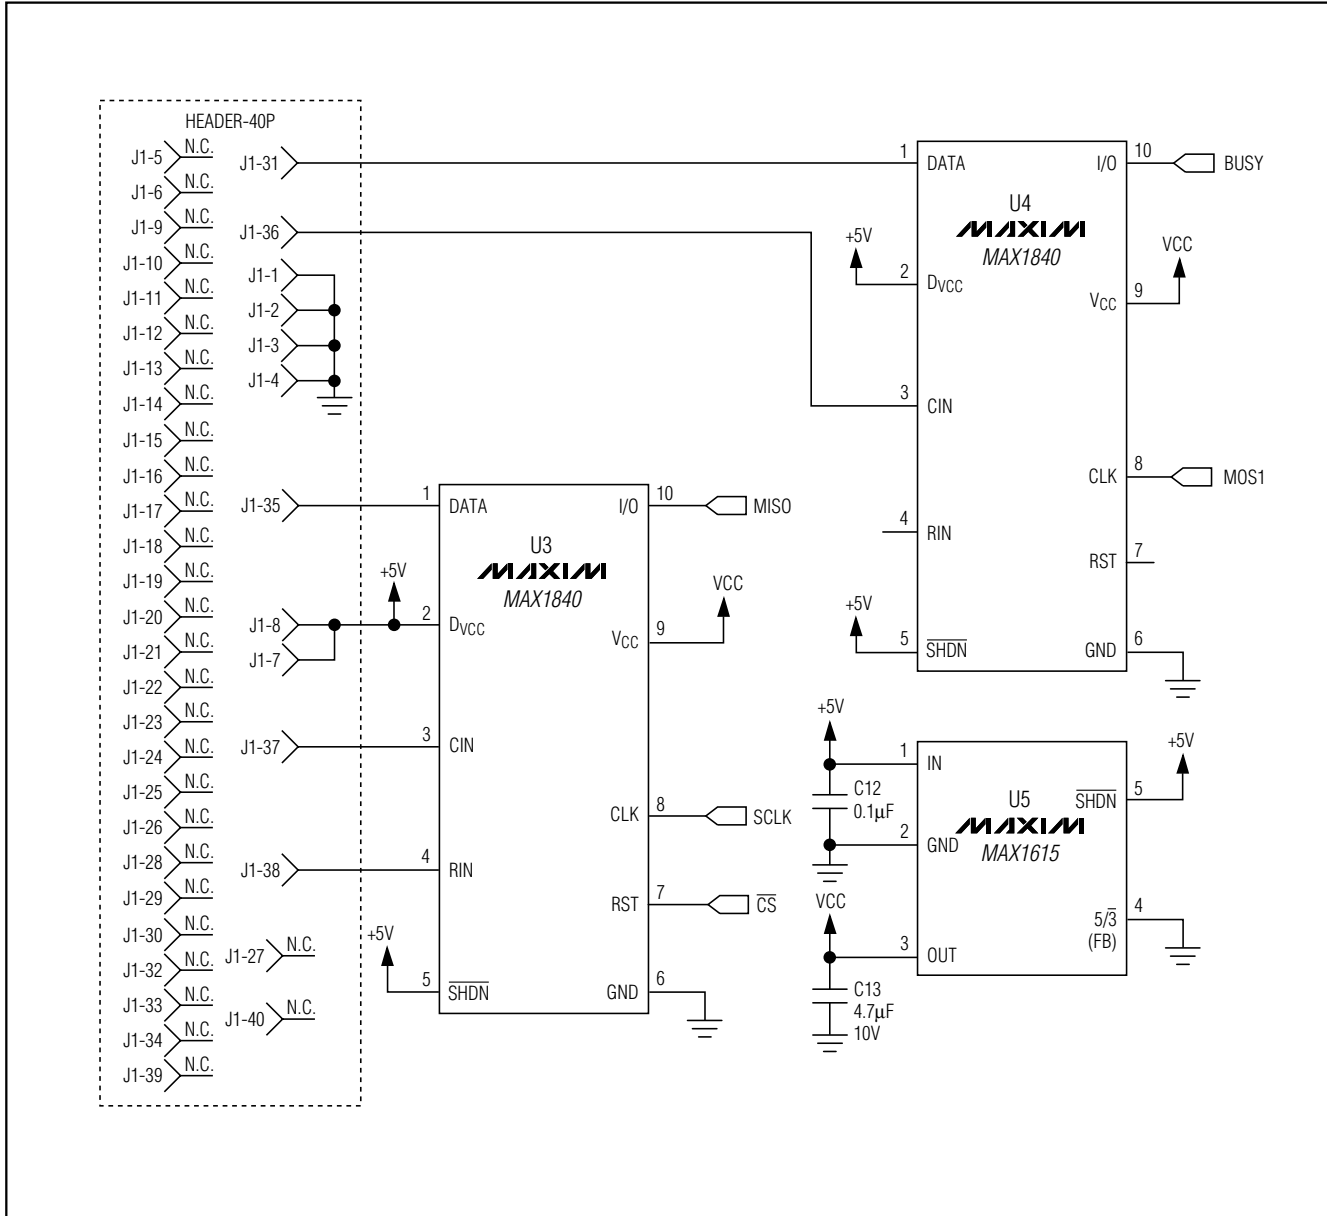 HEADER-40P
J1-5 N.C.
J1-6 N.C.
J1-9 N.C.
J1-10 N.C.
J1-11 N.C.
J1-12 N.C.
J1-13 N.C.
J1-14 N.C.
J1-15 N.C.
J1-16 N.C.
J1-17 N.C.
J1-18 N.C.
J1-19 N.C.
J1-20 N.C.
J1-21 N.C.
J1-22 N.C.
J1-23 N.C.
J1-24 N.C.
J1-25 N.C.
J1-26 N.C.
J1-28 N.C.
J1-29 N.C.
J1-30 N.C.
J1-32 N.C.
J1-33 N.C.
J1-34 N.C.
J1-39 N.C.
J1-31
J1-36
J1-1
J1-2
J1-3
J1-4
J1-35
J1-8
J1-7
J1-37
J1-38
J1-27 N.C.
J1-40 N.C.
1 DATA I/O 10 MISO
U3
MAXIM
MAX1840
+5V
2 DVCC
VCC
VCC 9
3 CIN
CLK 8 SCLK
4 RIN
RST 7 C̅S̅
+5V
5 S̅H̅D̅N̅
GND 6
1 DATA I/O 10 BUSY
U4
MAXIM
MAX1840
+5V
2 DVCC
VCC
VCC 9
3 CIN
CLK 8 MOS1
4 RIN
RST 7
+5V
5 S̅H̅D̅N̅
GND 6
+5V
1 IN
C12
0.1μF
2 GND
U5
MAXIM
MAX1615
+5V
S̅H̅D̅N̅ 5
VCC
3 OUT
5/3̅ 4
(FB)
C13
4.7μF
10V